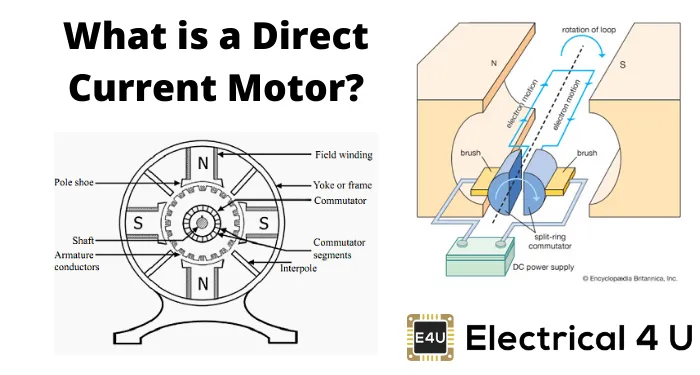 What is a Direct
Current Motor?
N
Field winding
Pole shoe
Yoke or frame
Commutator
S
S
Shaft
Armature
conductors
Commutator
segments
Interpole
N
rotation of loop
N
S
electron motion
electron motion
brush
brush
split-ring
commutator
DC power supply
© Encyclopædia Britannica, Inc.
E4U
Electrical 4 U